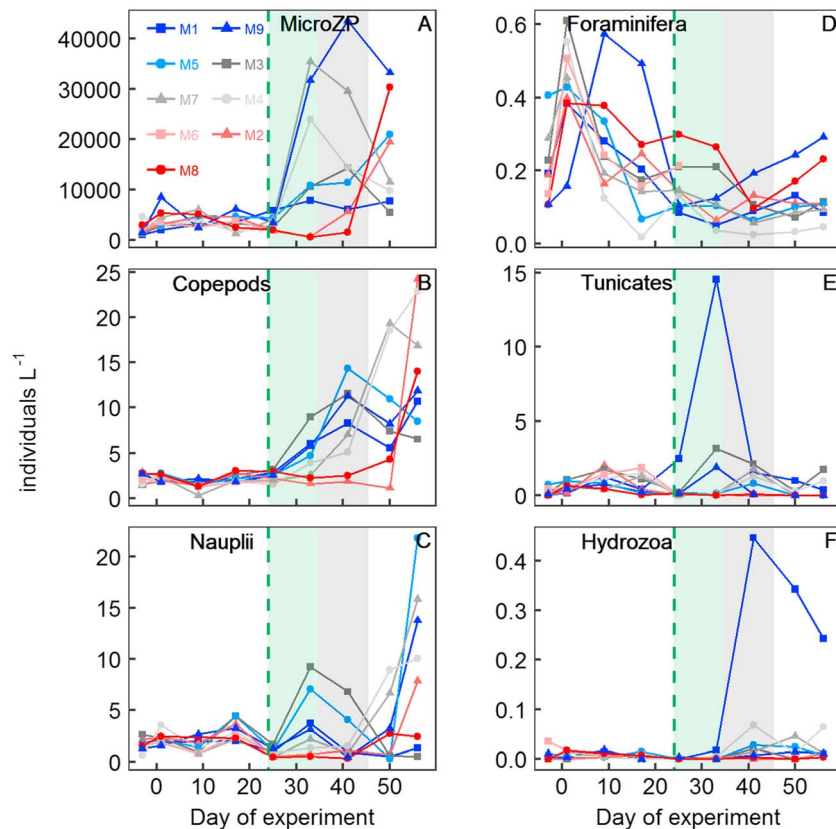 MicroZP A
40000
30000
20000
10000
0
M1 M9
M5 M3
M7 M4
M6 M2
M8
Foraminifera D
0.6
0.4
0.2
0.0
Copepods B
25
20
15
10
5
0
Tunicates E
15
10
5
0
individuals L⁻¹
Nauplii C
20
15
10
5
0
0 10 20 30 40 50
Day of experiment
Hydrozoa F
0.4
0.3
0.2
0.1
0.0
0 10 20 30 40 50
Day of experiment